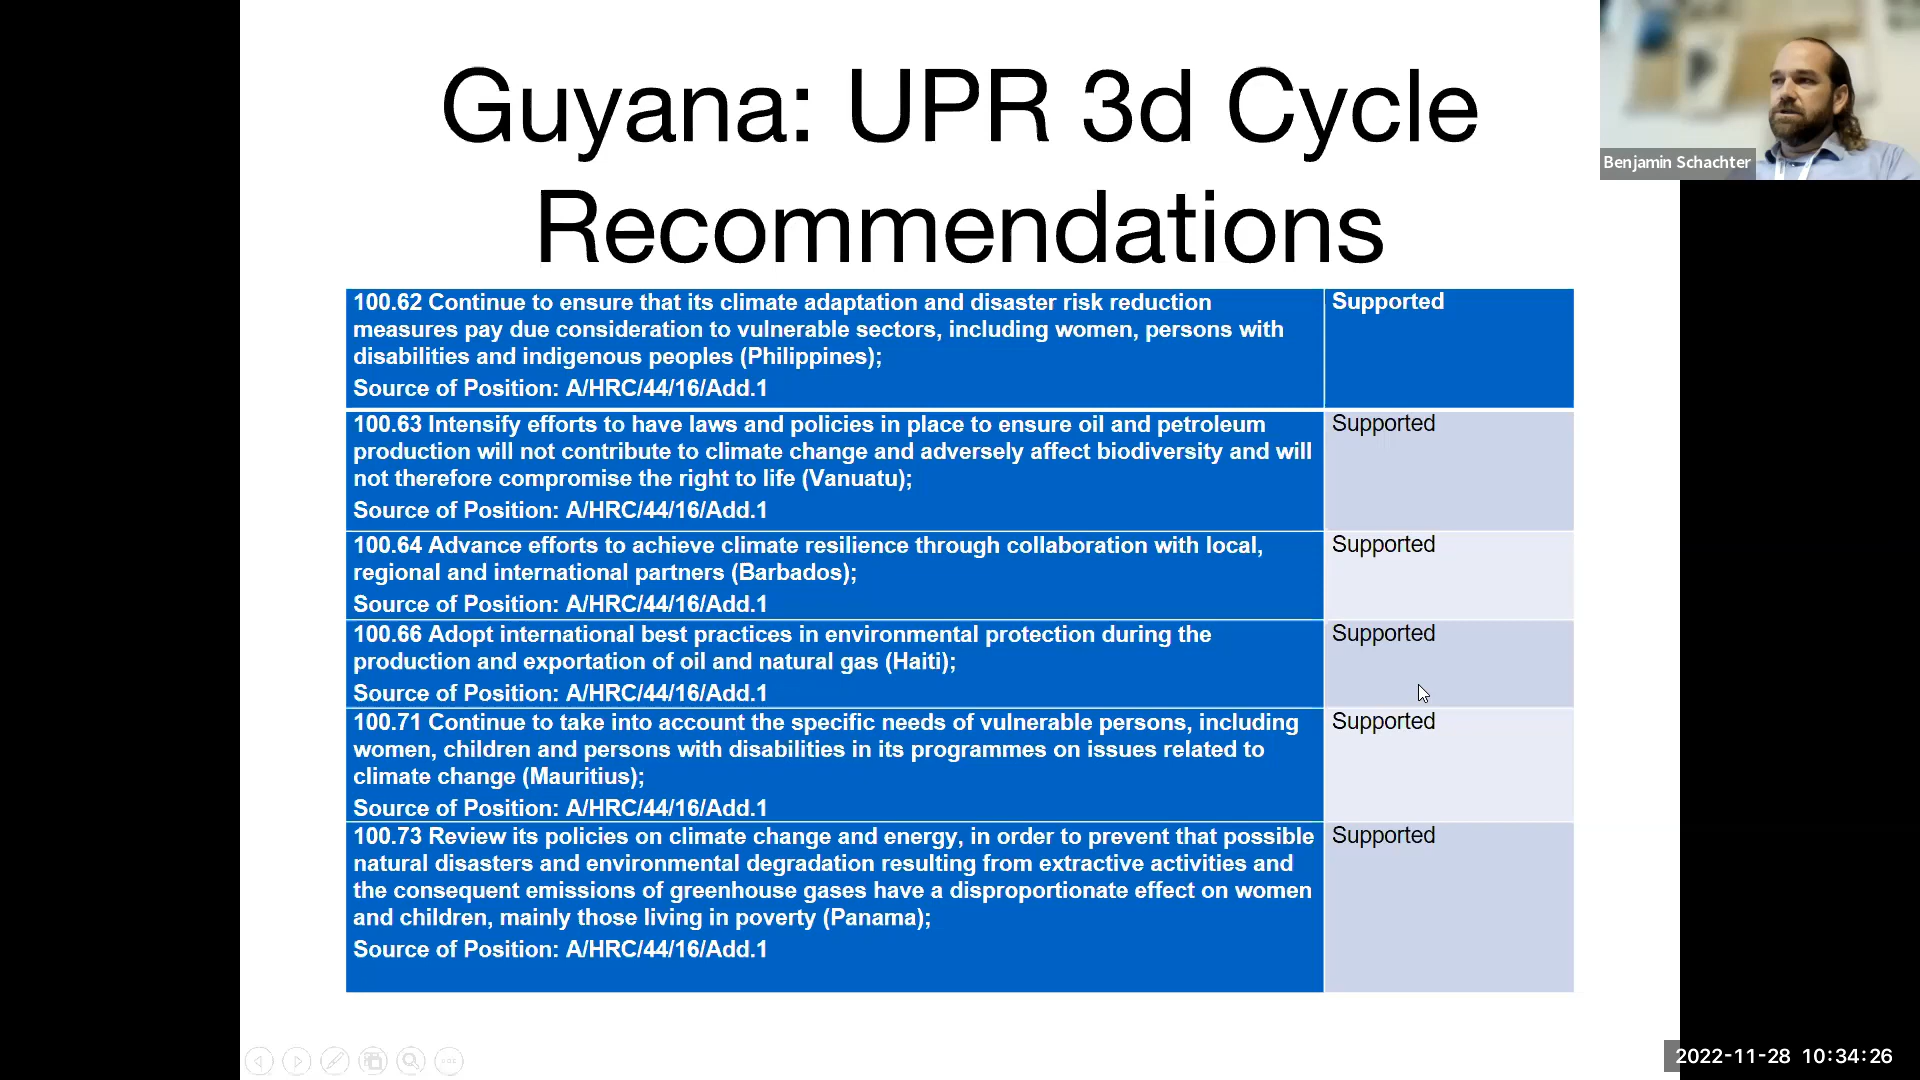 Guyana: UPR 3d Cycle
Recommendations
Benjamin Schachter
100.62 Continue to ensure that its climate adaptation and disaster risk reduction
measures pay due consideration to vulnerable sectors, including women, persons with
disabilities and indigenous peoples (Philippines);
Source of Position: A/HRC/44/16/Add.1
Supported
100.63 Intensify efforts to have laws and policies in place to ensure oil and petroleum
production will not contribute to climate change and adversely affect biodiversity and will
not therefore compromise the right to life (Vanuatu);
Source of Position: A/HRC/44/16/Add.1
Supported
100.64 Advance efforts to achieve climate resilience through collaboration with local,
regional and international partners (Barbados);
Source of Position: A/HRC/44/16/Add.1
Supported
100.66 Adopt international best practices in environmental protection during the
production and exportation of oil and natural gas (Haiti);
Source of Position: A/HRC/44/16/Add.1
Supported
100.71 Continue to take into account the specific needs of vulnerable persons, including
women, children and persons with disabilities in its programmes on issues related to
climate change (Mauritius);
Source of Position: A/HRC/44/16/Add.1
Supported
100.73 Review its policies on climate change and energy, in order to prevent that possible
natural disasters and environmental degradation resulting from extractive activities and
the consequent emissions of greenhouse gases have a disproportionate effect on women
and children, mainly those living in poverty (Panama);
Source of Position: A/HRC/44/16/Add.1
Supported
2022-11-28 10:34:26